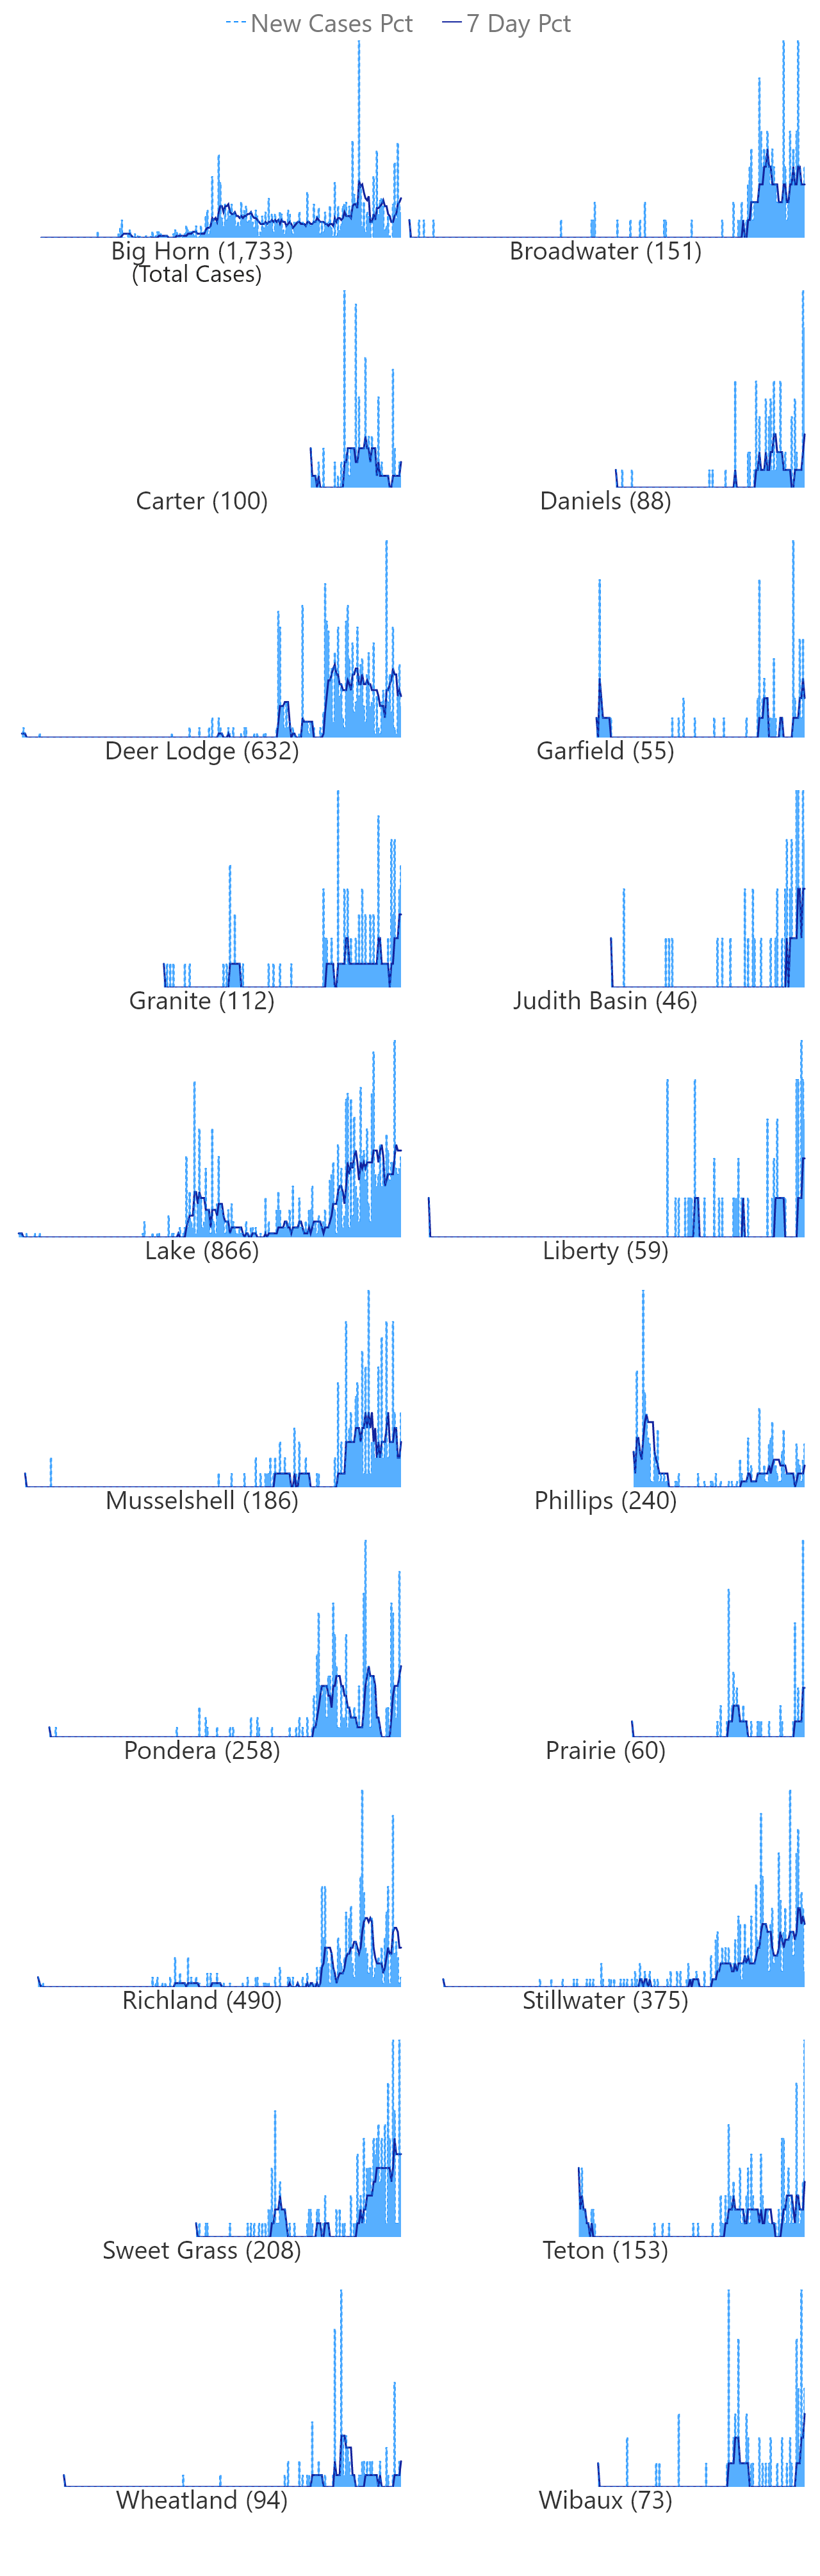 New Cases Pct 7 Day Pct
Big Horn (1,733) Broadwater (151)
(Total Cases)
Carter (100) Daniels (88)
Deer Lodge (632) Garfield (55)
Granite (112) Judith Basin (46)
Lake (866) Liberty (59)
Musselshell (186) Phillips (240)
Pondera (258) Prairie (60)
Richland (490) Stillwater (375)
Sweet Grass (208) Teton (153)
Wheatland (94) Wibaux (73)